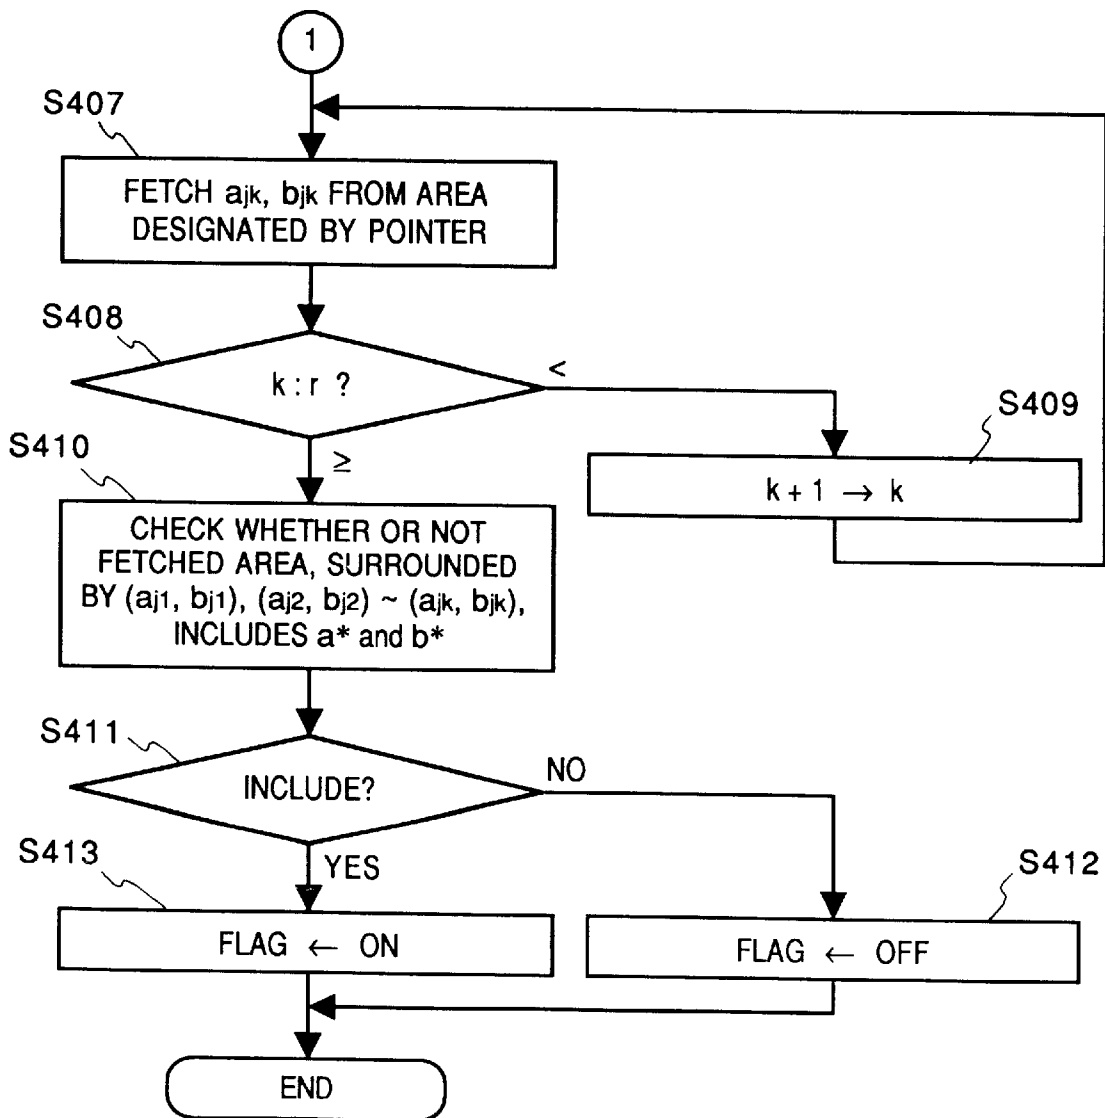 1
S407
FETCH ajk, bjk FROM AREA
DESIGNATED BY POINTER
S408
k : r ?
<
S409
k + 1 → k
S410
≥
CHECK WHETHER OR NOT
FETCHED AREA, SURROUNDED
BY (aj1, bj1), (aj2, bj2) ~ (ajk, bjk),
INCLUDES a* and b*
S411
INCLUDE?
NO
S413
YES
S412
FLAG ← ON
FLAG ← OFF
END